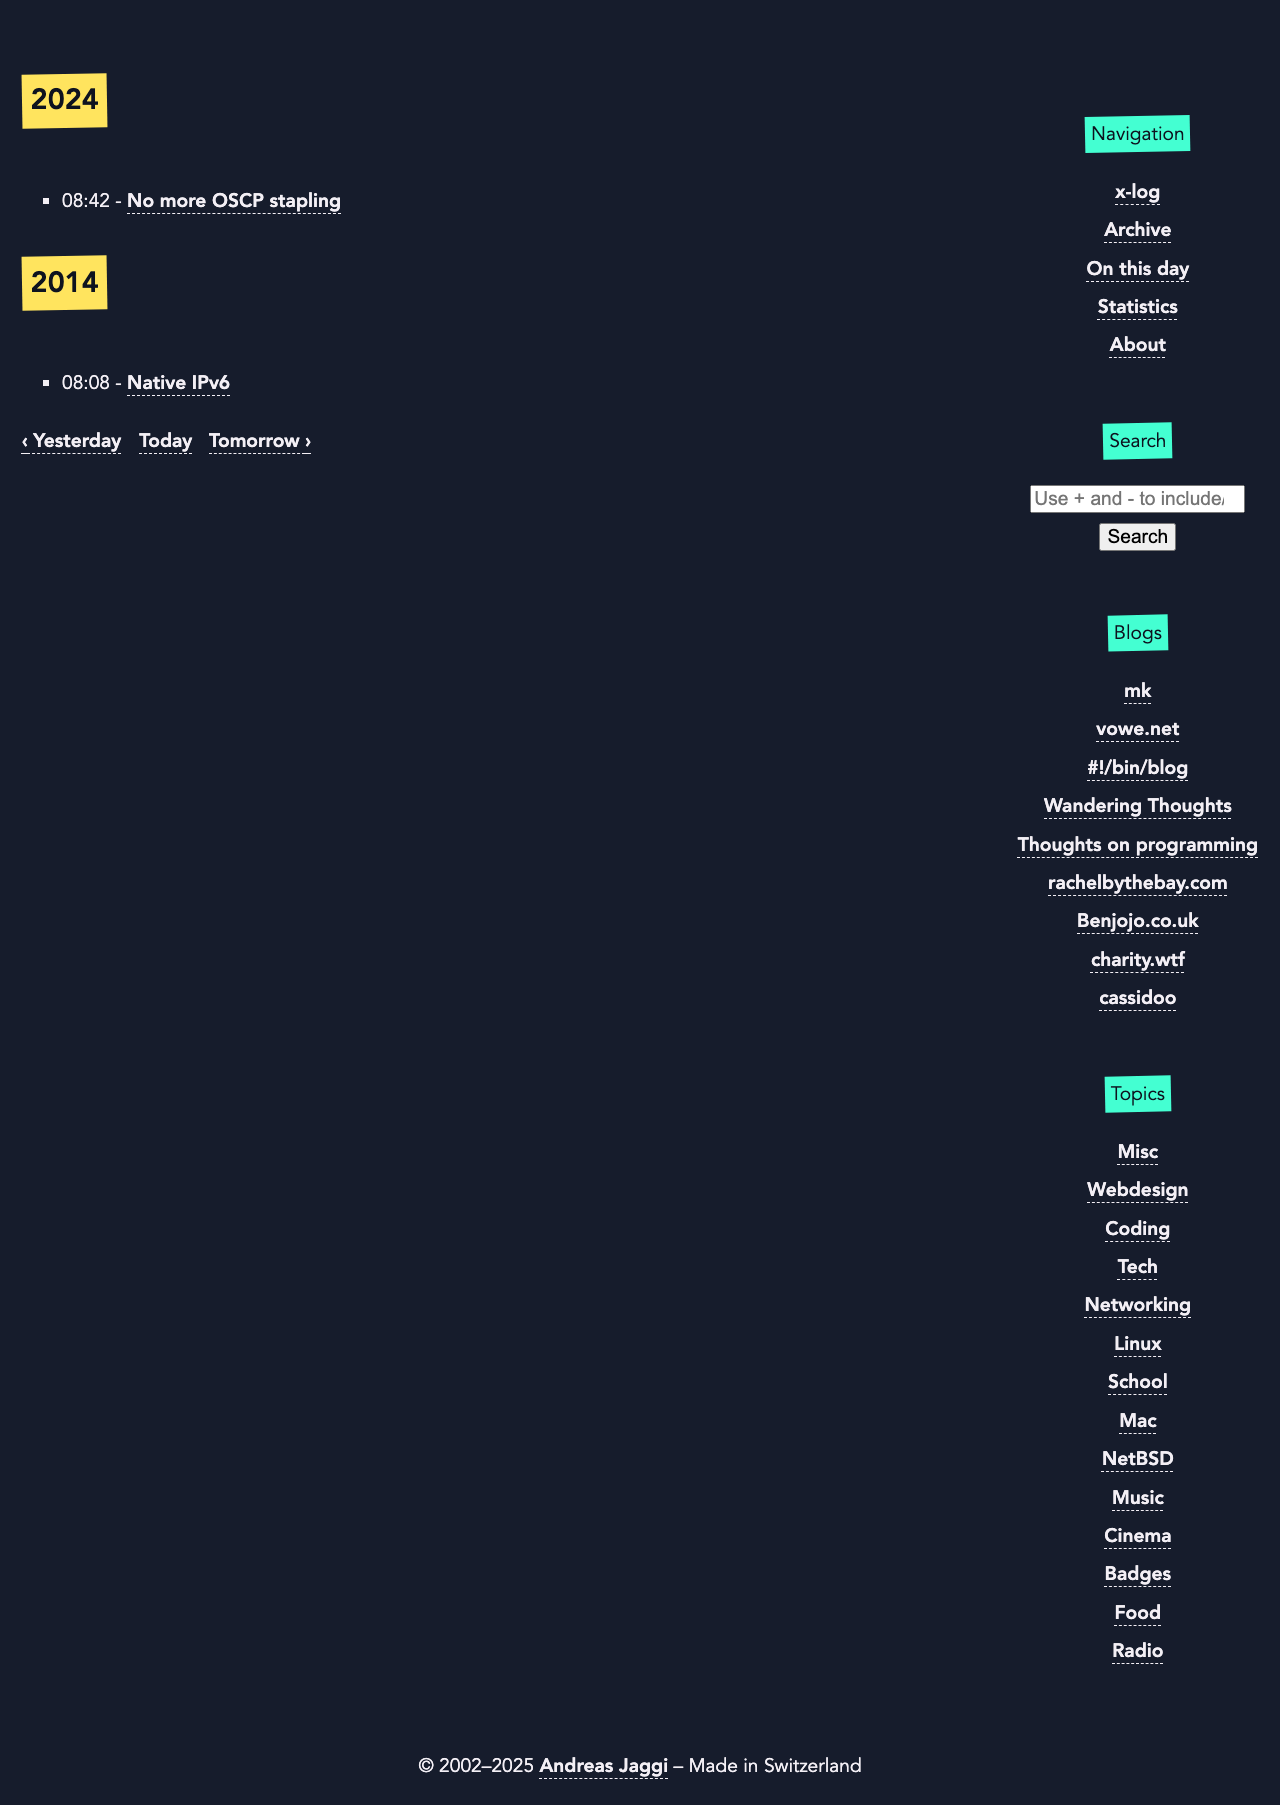 2024
08:42 - No more OSCP stapling
2014
08:08 - Native IPv6
‹ Yesterday Today Tomorrow ›
Navigation
x-log
Archive
On this day
Statistics
About
Search
Use + and - to include/
Search
Blogs
mk
vowe.net
#!/bin/blog
Wandering Thoughts
Thoughts on programming
rachelbythebay.com
Benjojo.co.uk
charity.wtf
cassidoo
Topics
Misc
Webdesign
Coding
Tech
Networking
Linux
School
Mac
NetBSD
Music
Cinema
Badges
Food
Radio
© 2002–2025 Andreas Jaggi – Made in Switzerland